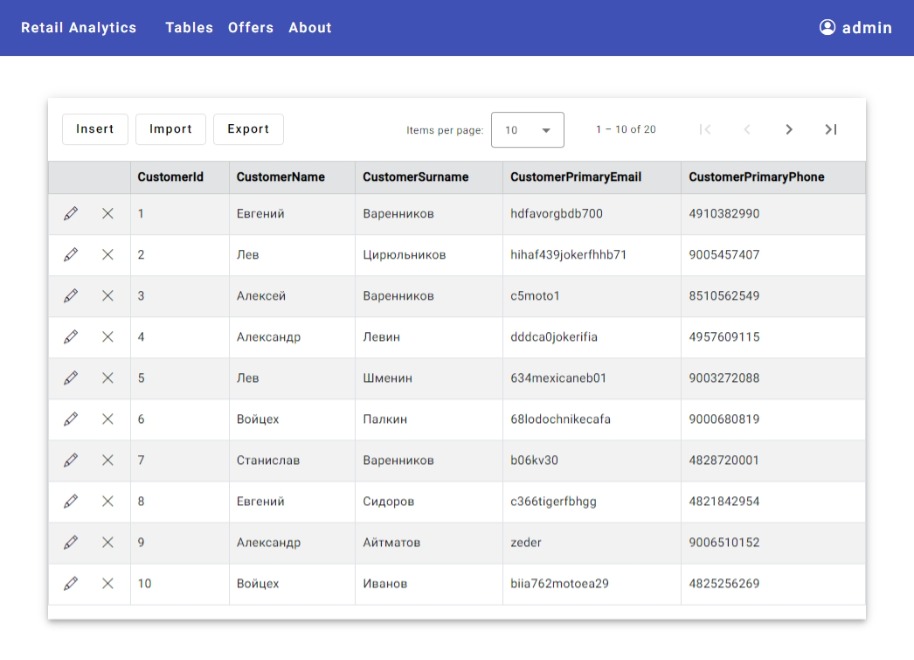 Retail Analytics Tables Offers About admin
Insert Import Export Items per page: 10 1 – 10 of 20
CustomerId CustomerName CustomerSurname CustomerPrimaryEmail CustomerPrimaryPhone
1 Евгений Варенников hdfavorgbdb700 4910382990
2 Лев Цирюльников hihaf439jokerfhhb71 9005457407
3 Алексей Варенников c5moto1 8510562549
4 Александр Левин dddca0jokerifia 4957609115
5 Лев Шменин 634mexicaneb01 9003272088
6 Войцех Палкин 68lodochnikecafa 9000680819
7 Станислав Варенников b06kv30 4828720001
8 Евгений Сидоров c366tigerfbhgg 4821842954
9 Александр Айтматов zeder 9006510152
10 Войцех Иванов biia762motoea29 4825256269